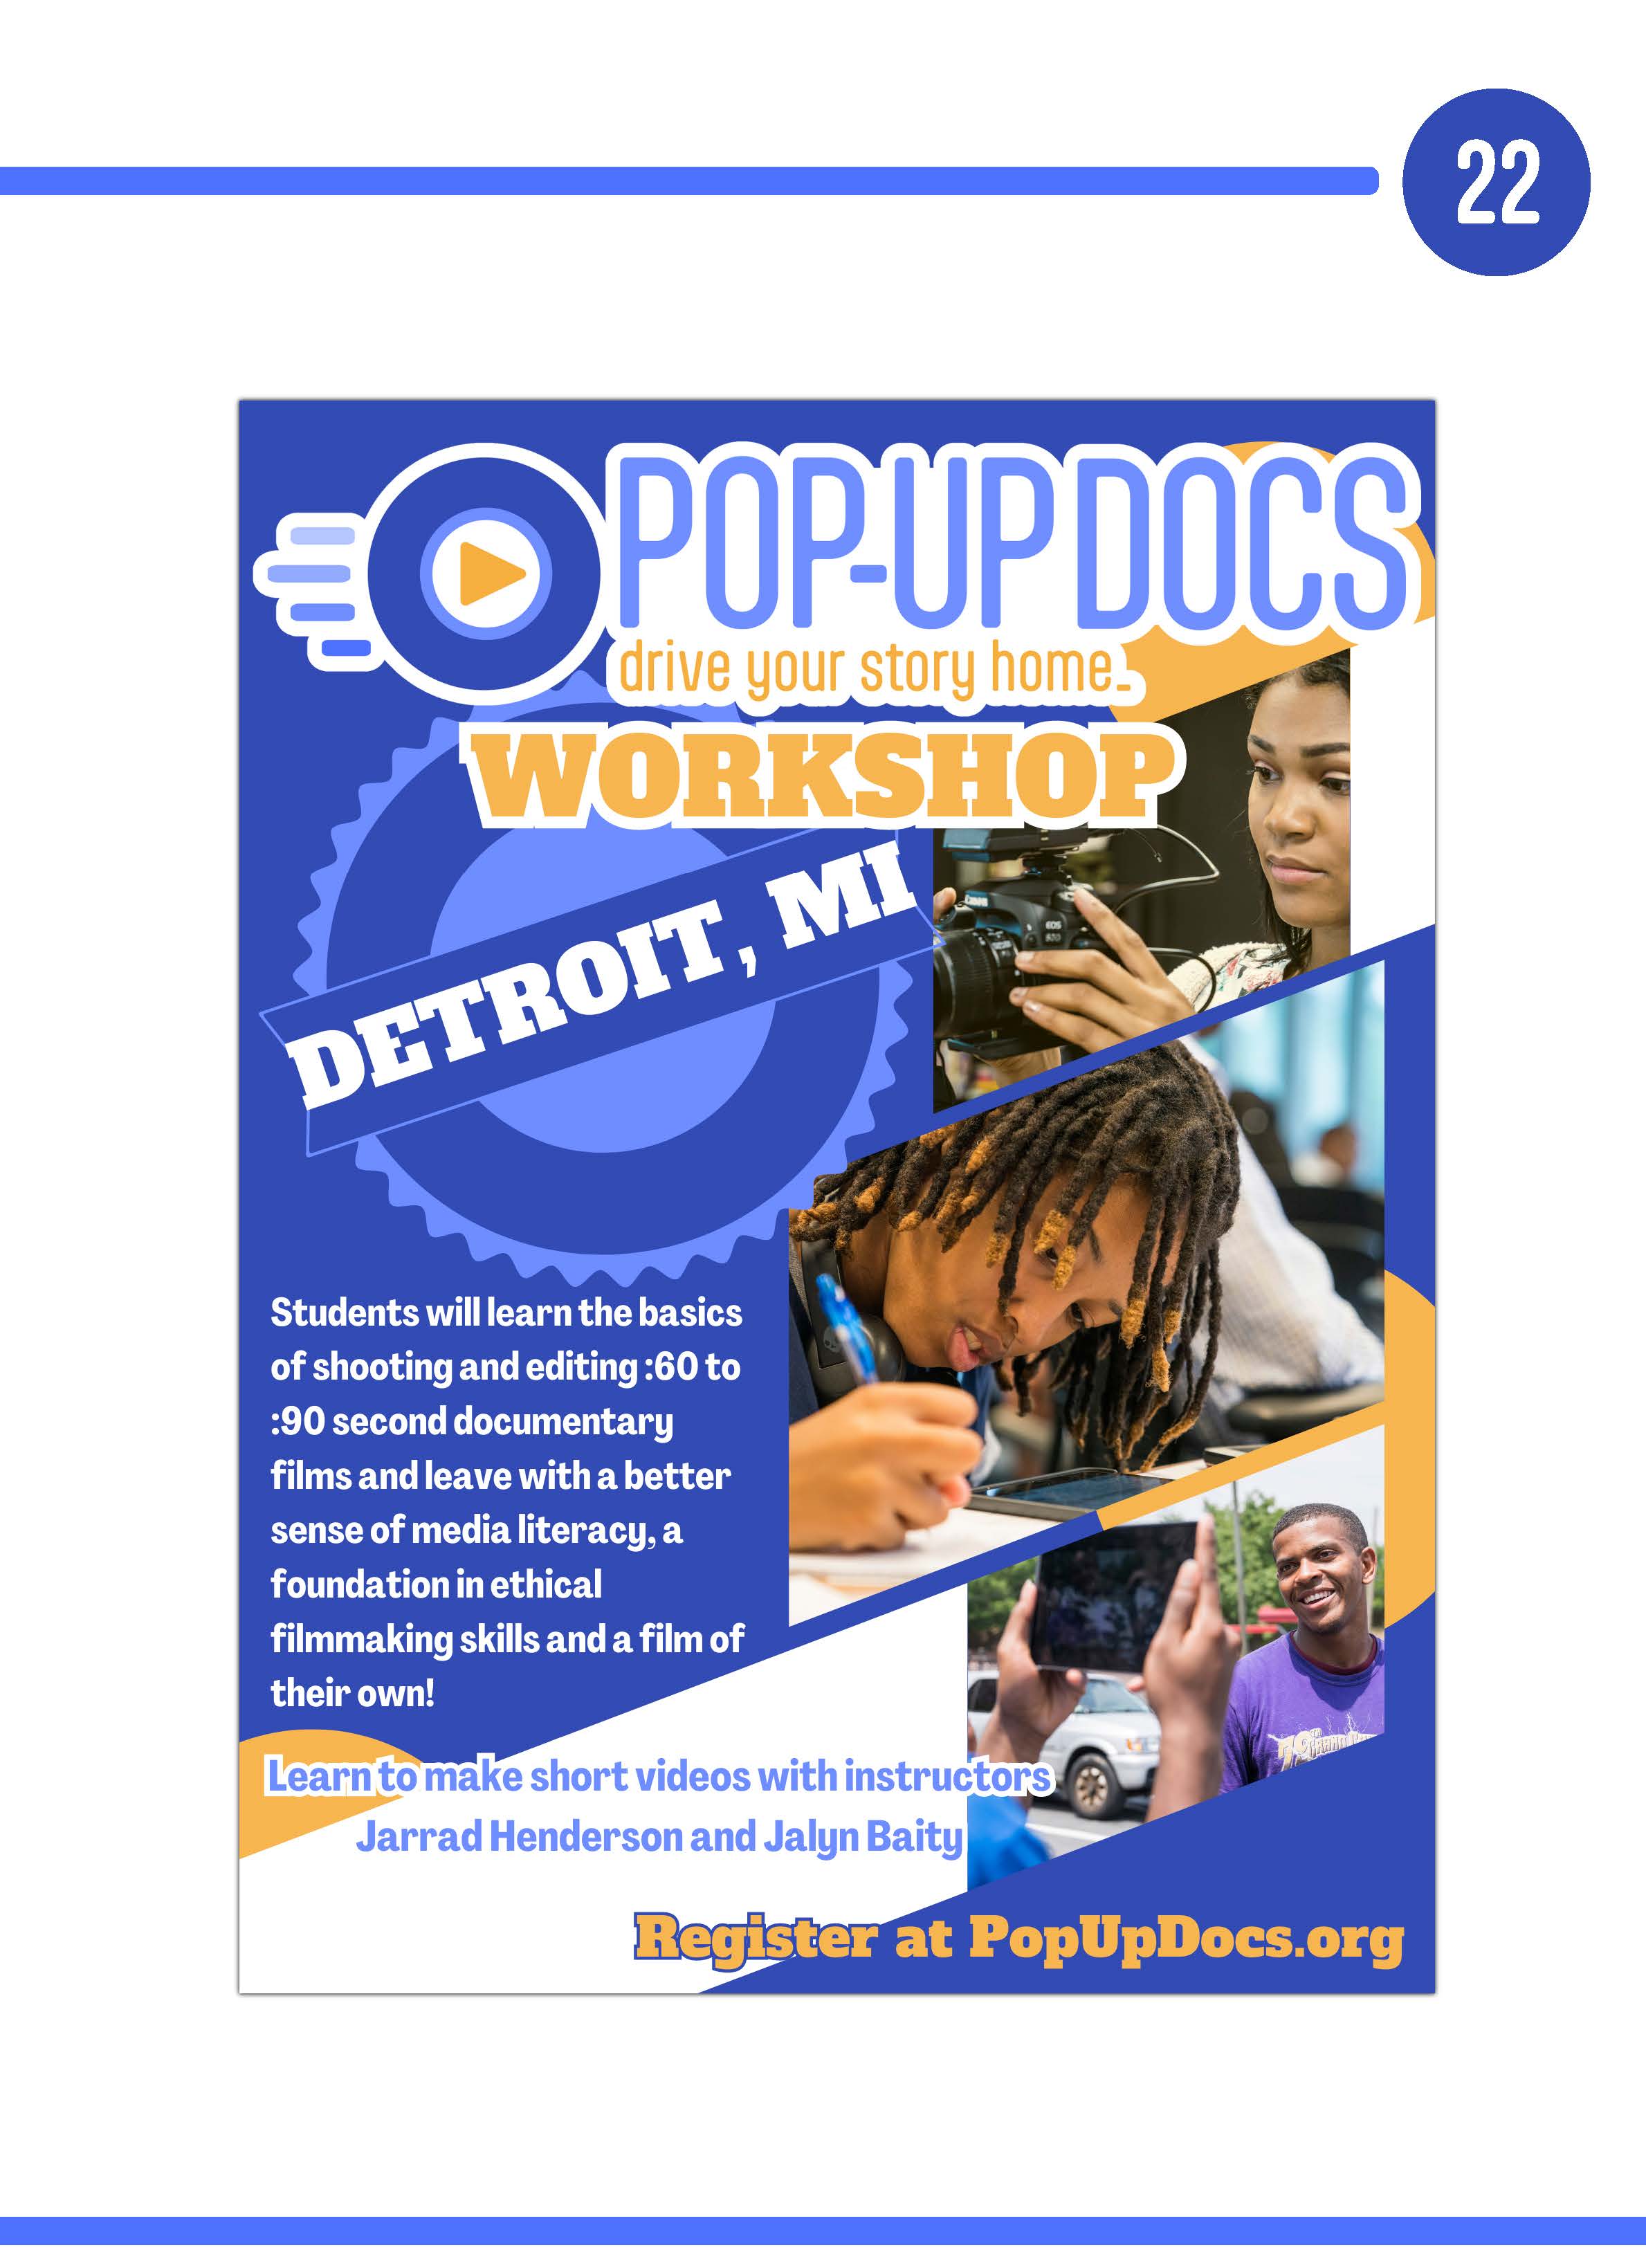 22
POP-UP DOCS
drive your story home.
WORKSHOP
DETROIT, MI
Students will learn the basics
of shooting and editing :60 to
:90 second documentary
films and leave with a better
sense of media literacy, a
foundation in ethical
filmmaking skills and a film of
their own!
Learn to make short videos with instructors
Jarrad Henderson and Jalyn Baity
Register at PopUpDocs.org